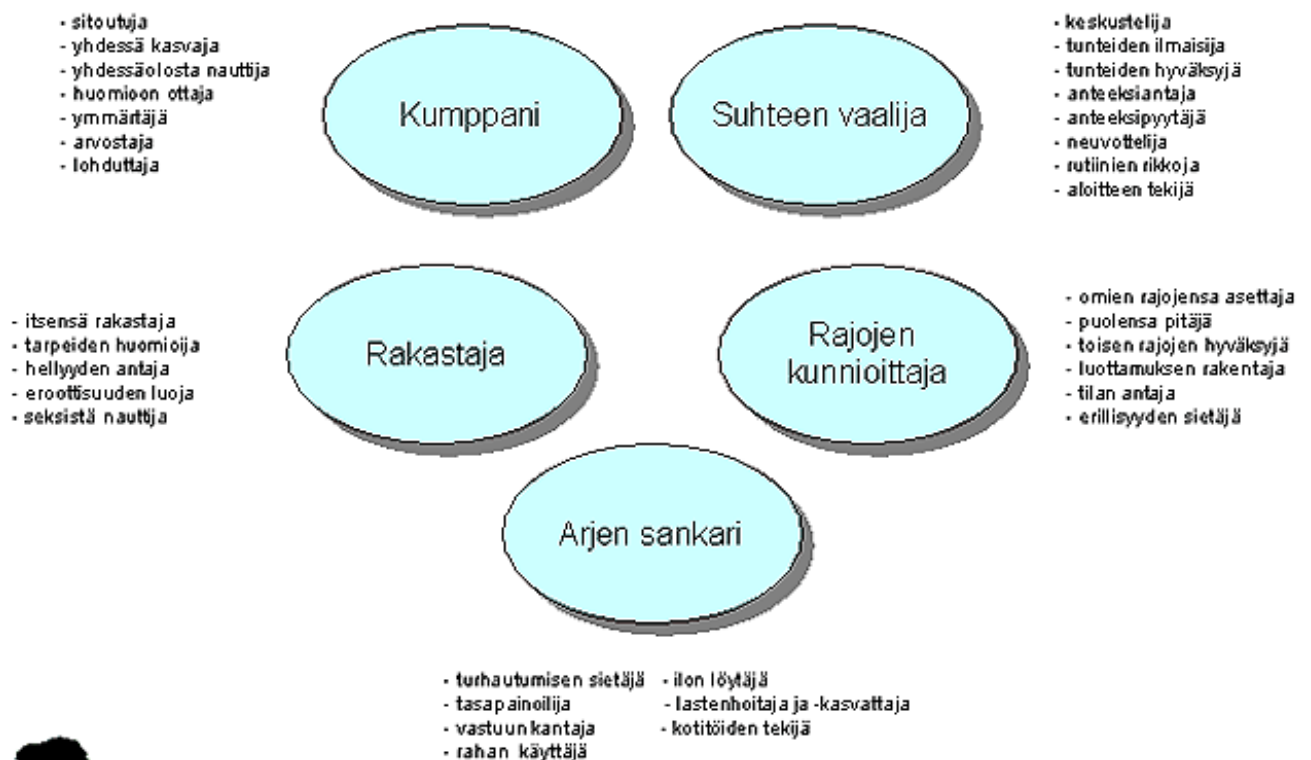 - sitoutuja
- yhdessä kasvaja
- yhdessäolosta nauttija
- huomioon ottaja
- ymmärtäjä
- arvostaja
- lohduttaja
Kumppani
Suhteen vaalija
- keskustelija
- tunteiden ilmaisija
- tunteiden hyväksyjä
- anteeksiantaja
- anteeksipyytäjä
- neuvottelija
- rutiinien rikkoja
- aloitteen tekijä
- itsensä rakastaja
- tarpeiden huomioija
- hellyyden antaja
- eroottisuuden luoja
- seksistä nauttija
Rakastaja
Rajojen
kunnioittaja
- omien rajojensa asettaja
- puolensa pitäjä
- toisen rajojen hyväksyjä
- luottamuksen rakentaja
- tilan antaja
- erillisyyden sietäjä
Arjen sankari
- turhautumisen sietäjä
- tasapainoilija
- vastuunkantaja
- rahan käyttäjä
- ilon löytäjä
- lastenhoitaja ja -kasvattaja
- kotitöiden tekijä